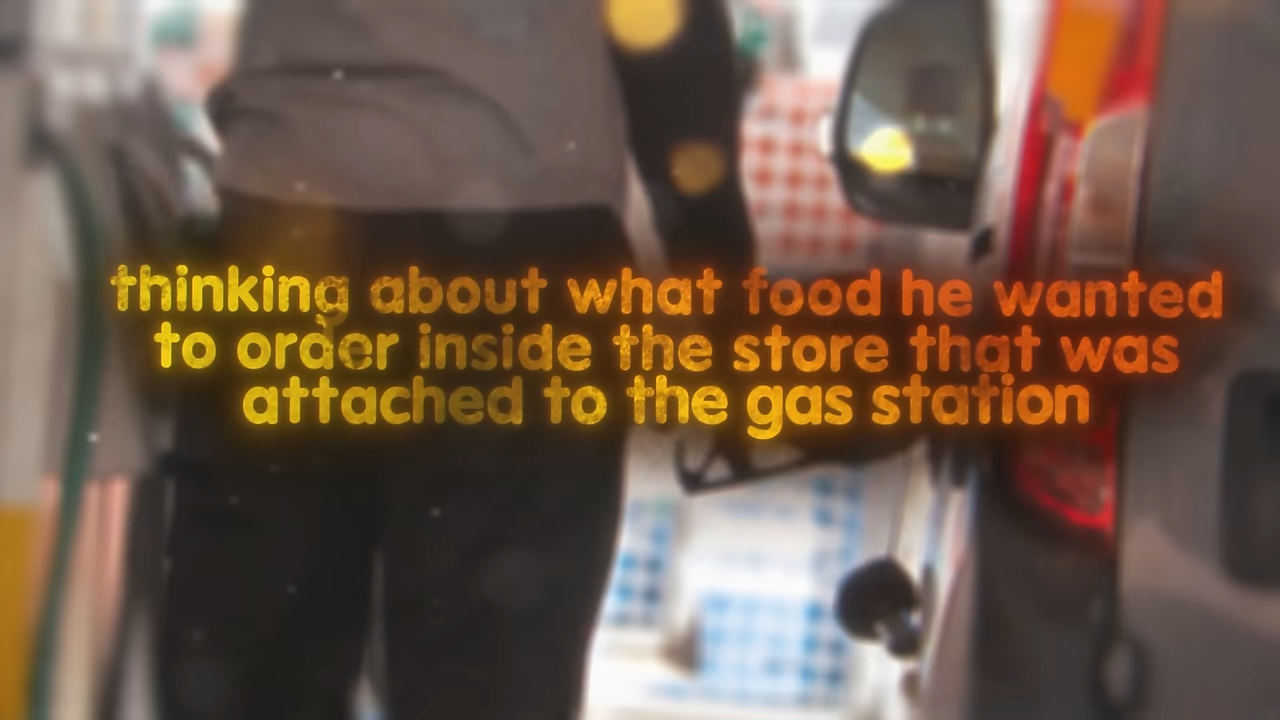 thinking about what food he wanted
to order inside the store that was
attached to the gas station